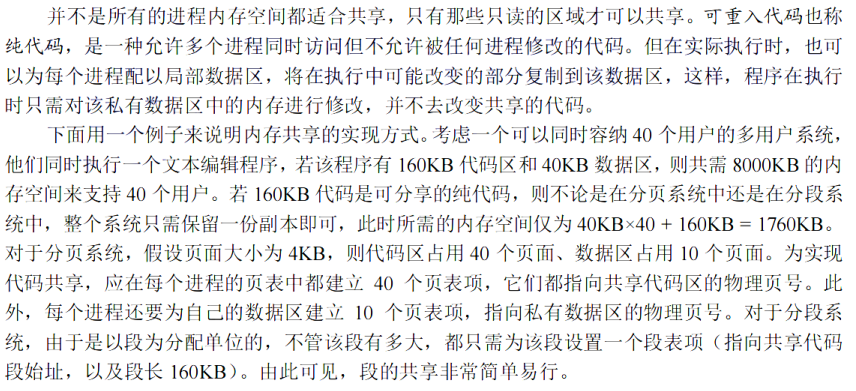 并不是所有的进程内存空间都适合共享，只有那些只读的区域才可以共享。可重入代码也称
纯代码，是一种允许多个进程同时访问但不允许被任何进程修改的代码。但在实际执行时，也可
以为每个进程配以局部数据区，将在执行中可能改变的部分复制到该数据区，这样，程序在执行
时只需对该私有数据区中的内存进行修改，并不去改变共享的代码。
下面用一个例子来说明内存共享的实现方式。考虑一个可以同时容纳 40 个用户的多用户系统，
他们同时执行一个文本编辑程序，若该程序有 160KB 代码区和 40KB 数据区，则共需 8000KB 的内
存空间来支持 40 个用户。若 160KB 代码是可分享的纯代码，则不论是在分页系统中还是在分段系
统中，整个系统只需保留一份副本即可，此时所需的内存空间仅为 40KB×40 + 160KB = 1760KB。
对于分页系统，假设页面大小为 4KB，则代码区占用 40 个页面、数据区占用 10 个页面。为实现
代码共享，应在每个进程的页表中都建立 40 个页表项，它们都指向共享代码区的物理页号。此
外，每个进程还要为自己的数据区建立 10 个页表项，指向私有数据区的物理页号。对于分段系
统，由于是以段为分配单位的，不管该段有多大，都只需为该段设置一个段表项（指向共享代码
段始址，以及段长 160KB）。由此可见，段的共享非常简单易行。